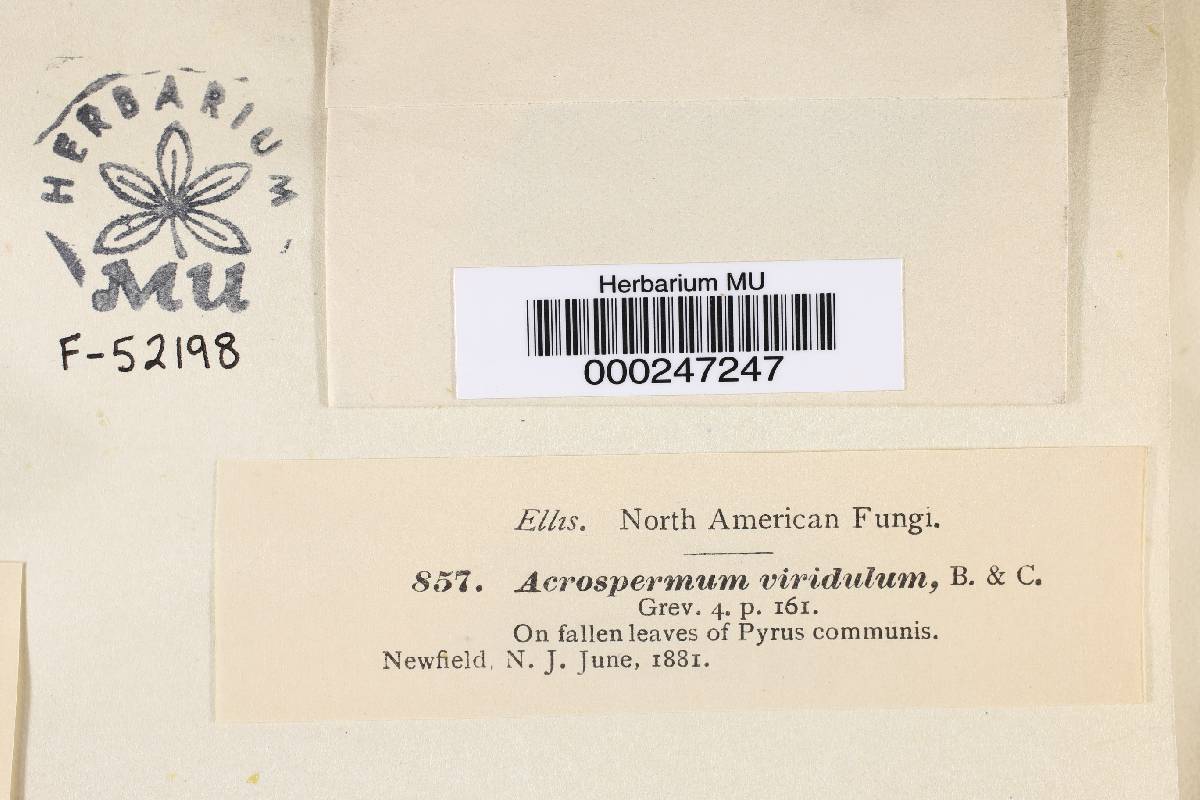 HERBARIUM
MU
F-52198
Herbarium MU
000247247
Ellis. North American Fungi.
857. Acrospermum viridulum, B. & C.
Grev. 4. p. 161.
On fallen leaves of Pyrus communis.
Newfield, N. J. June, 1881.